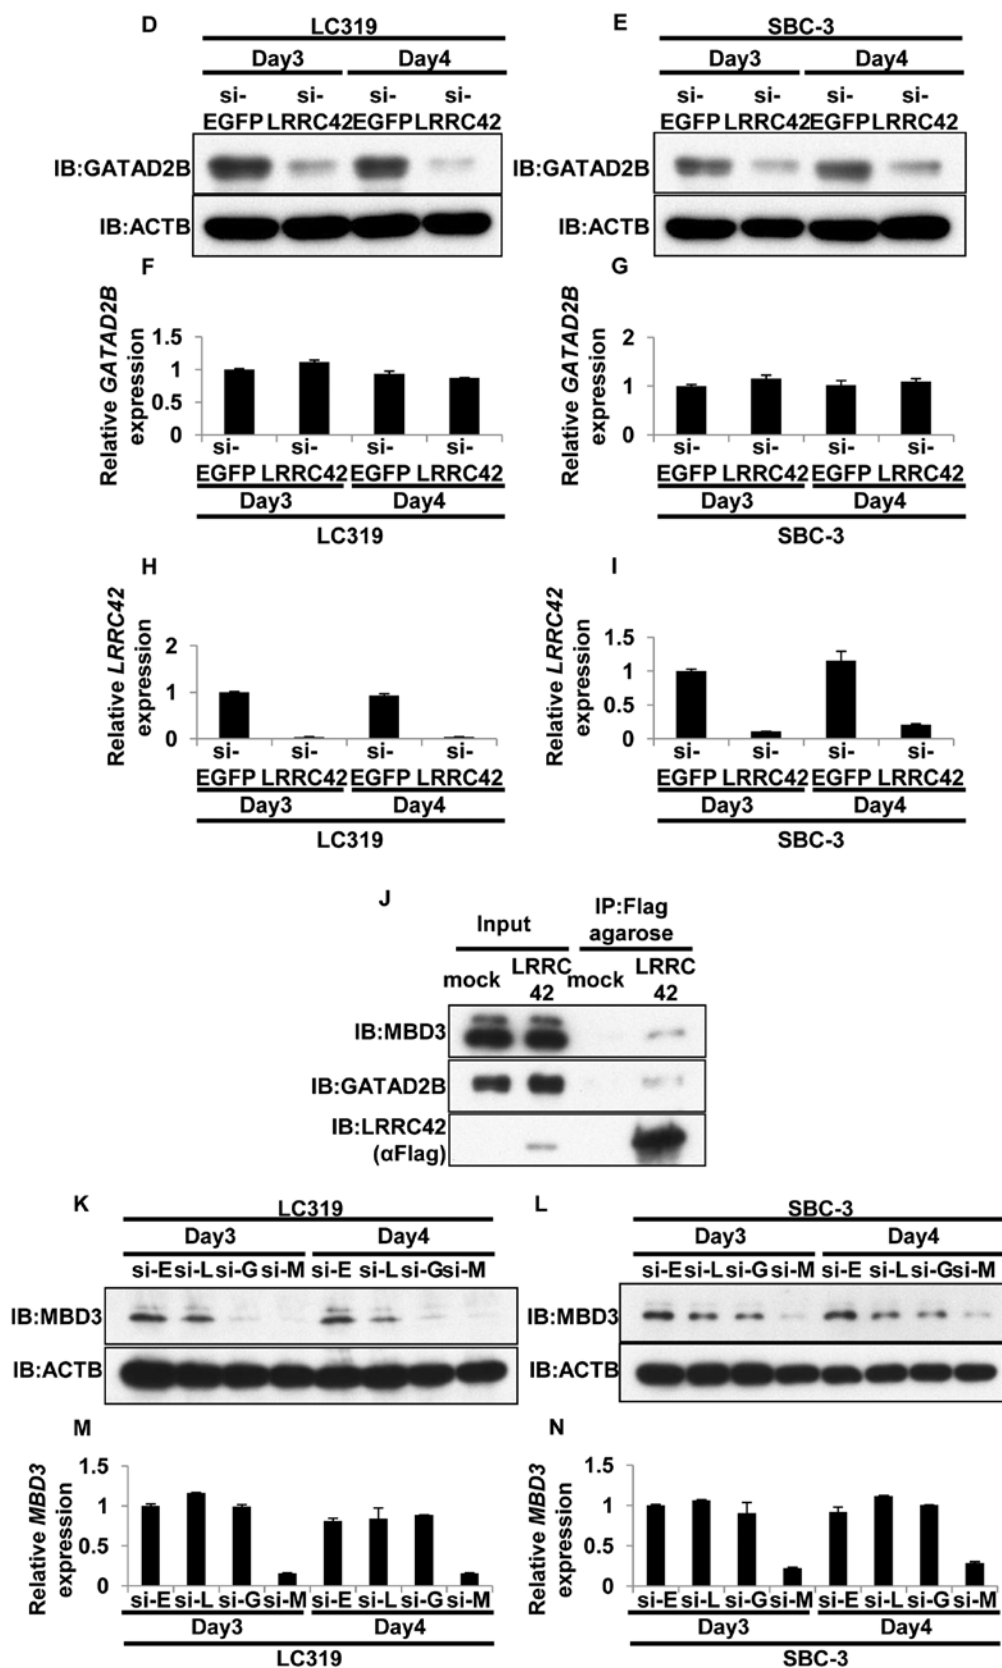 D
LC319
Day3 Day4
si- si- si- si-
EGFP LRRC42 EGFP LRRC42
IB:GATAD2B
IB:ACTB
E
SBC-3
Day3 Day4
si- si- si- si-
EGFP LRRC42 EGFP LRRC42
IB:GATAD2B
IB:ACTB
F
Relative GATAD2B
expression
1.5
1
0.5
0
si- si- si- si-
EGFP LRRC42 EGFP LRRC42
Day3 Day4
LC319
G
Relative GATAD2B
expression
2
1
0
si- si- si- si-
EGFP LRRC42 EGFP LRRC42
Day3 Day4
SBC-3
H
Relative LRRC42
expression
2
1
0
si- si- si- si-
EGFP LRRC42 EGFP LRRC42
Day3 Day4
LC319
I
Relative LRRC42
expression
1.5
1
0.5
0
si- si- si- si-
EGFP LRRC42 EGFP LRRC42
Day3 Day4
SBC-3
J
Input IP:Flag
agarose
mock LRRC mock LRRC
42 42
IB:MBD3
IB:GATAD2B
IB:LRRC42
(αFlag)
K
LC319
Day3 Day4
si-E si-L si-G si-M si-E si-L si-G si-M
IB:MBD3
IB:ACTB
L
SBC-3
Day3 Day4
si-E si-L si-G si-M si-E si-L si-G si-M
IB:MBD3
IB:ACTB
M
Relative MBD3
expression
1.5
1
0.5
0
si-E si-L si-G si-M si-E si-L si-G si-M
Day3 Day4
LC319
N
Relative MBD3
expression
1.5
1
0.5
0
si-E si-L si-G si-M si-E si-L si-G si-M
Day3 Day4
SBC-3